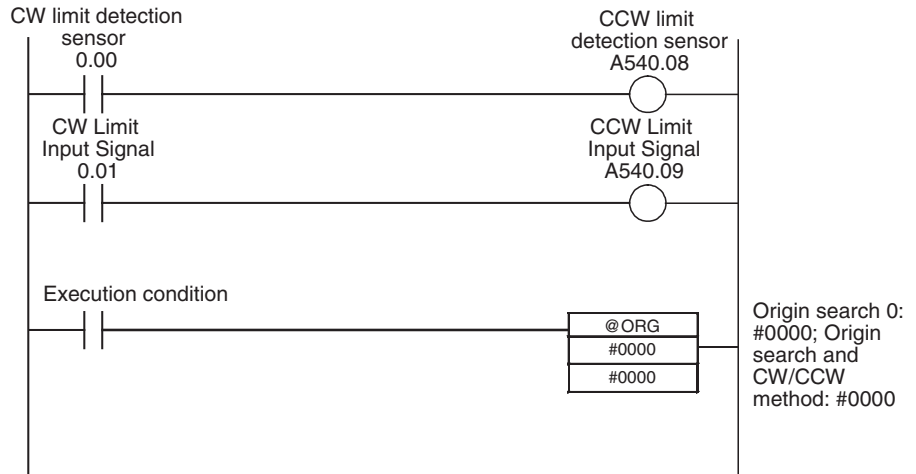 CW limit detection
sensor
0.00
CCW limit
detection sensor
A540.08
CW Limit
Input Signal
0.01
CCW Limit
Input Signal
A540.09
Execution condition
@ORG
#0000
#0000
Origin search 0:
#0000; Origin
search and
CW/CCW
method: #0000